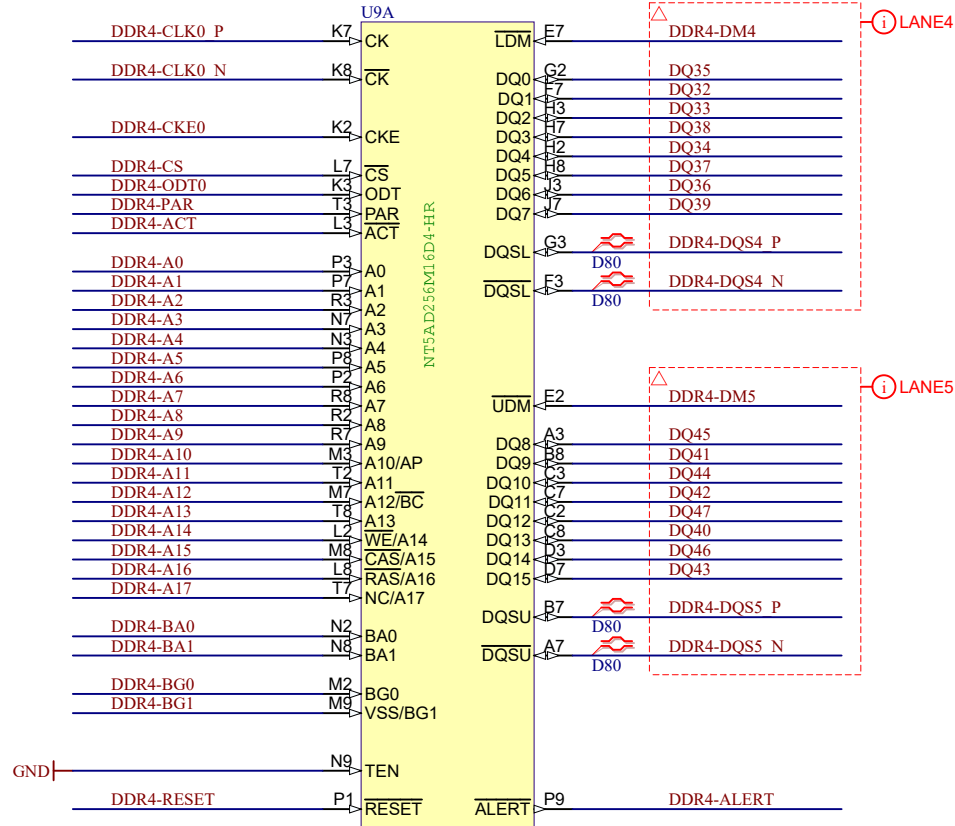 U9A
DDR4-CLK0_P K7 CK LDM E7 DDR4-DM4 LANE4
DDR4-CLK0_N K8 CK DQ0 G2 DQ35
DQ1 F7 DQ32
DQ2 H3 DQ33
DDR4-CKE0 K2 CKE DQ3 H7 DQ38
DQ4 H2 DQ34
DDR4-CS L7 CS DQ5 H8 DQ37
DDR4-ODT0 K3 ODT DQ6 J3 DQ36
DDR4-PAR T3 PAR DQ7 J7 DQ39
DDR4-ACT L3 ACT
DQSL G3 D80 DDR4-DQS4_P
DDR4-A0 P3 A0
DDR4-A1 P7 A1 DQSL F3 D80 DDR4-DQS4_N
DDR4-A2 R3 A2
DDR4-A3 N7 A3
DDR4-A4 N3 A4
DDR4-A5 P8 A5
DDR4-A6 P2 A6
DDR4-A7 R8 A7 UDM E2 DDR4-DM5 LANE5
DDR4-A8 R2 A8
DDR4-A9 R7 A9 DQ8 A3 DQ45
DDR4-A10 M3 A10/AP DQ9 B8 DQ41
DDR4-A11 T2 A11 DQ10 C3 DQ44
DDR4-A12 M7 A12/BC DQ11 C7 DQ42
DDR4-A13 T8 A13 DQ12 C2 DQ47
DDR4-A14 L2 WE/A14 DQ13 C8 DQ40
DDR4-A15 M8 CAS/A15 DQ14 D3 DQ46
DDR4-A16 L8 RAS/A16 DQ15 D7 DQ43
DDR4-A17 T7 NC/A17
DQSU B7 D80 DDR4-DQS5_P
DDR4-BA0 N2 BA0
DDR4-BA1 N8 BA1 DQSU A7 D80 DDR4-DQS5_N
DDR4-BG0 M2 BG0
DDR4-BG1 M9 VSS/BG1
GND N9 TEN
DDR4-RESET P1 RESET ALERT P9 DDR4-ALERT
NT5AD256M16D4-HR